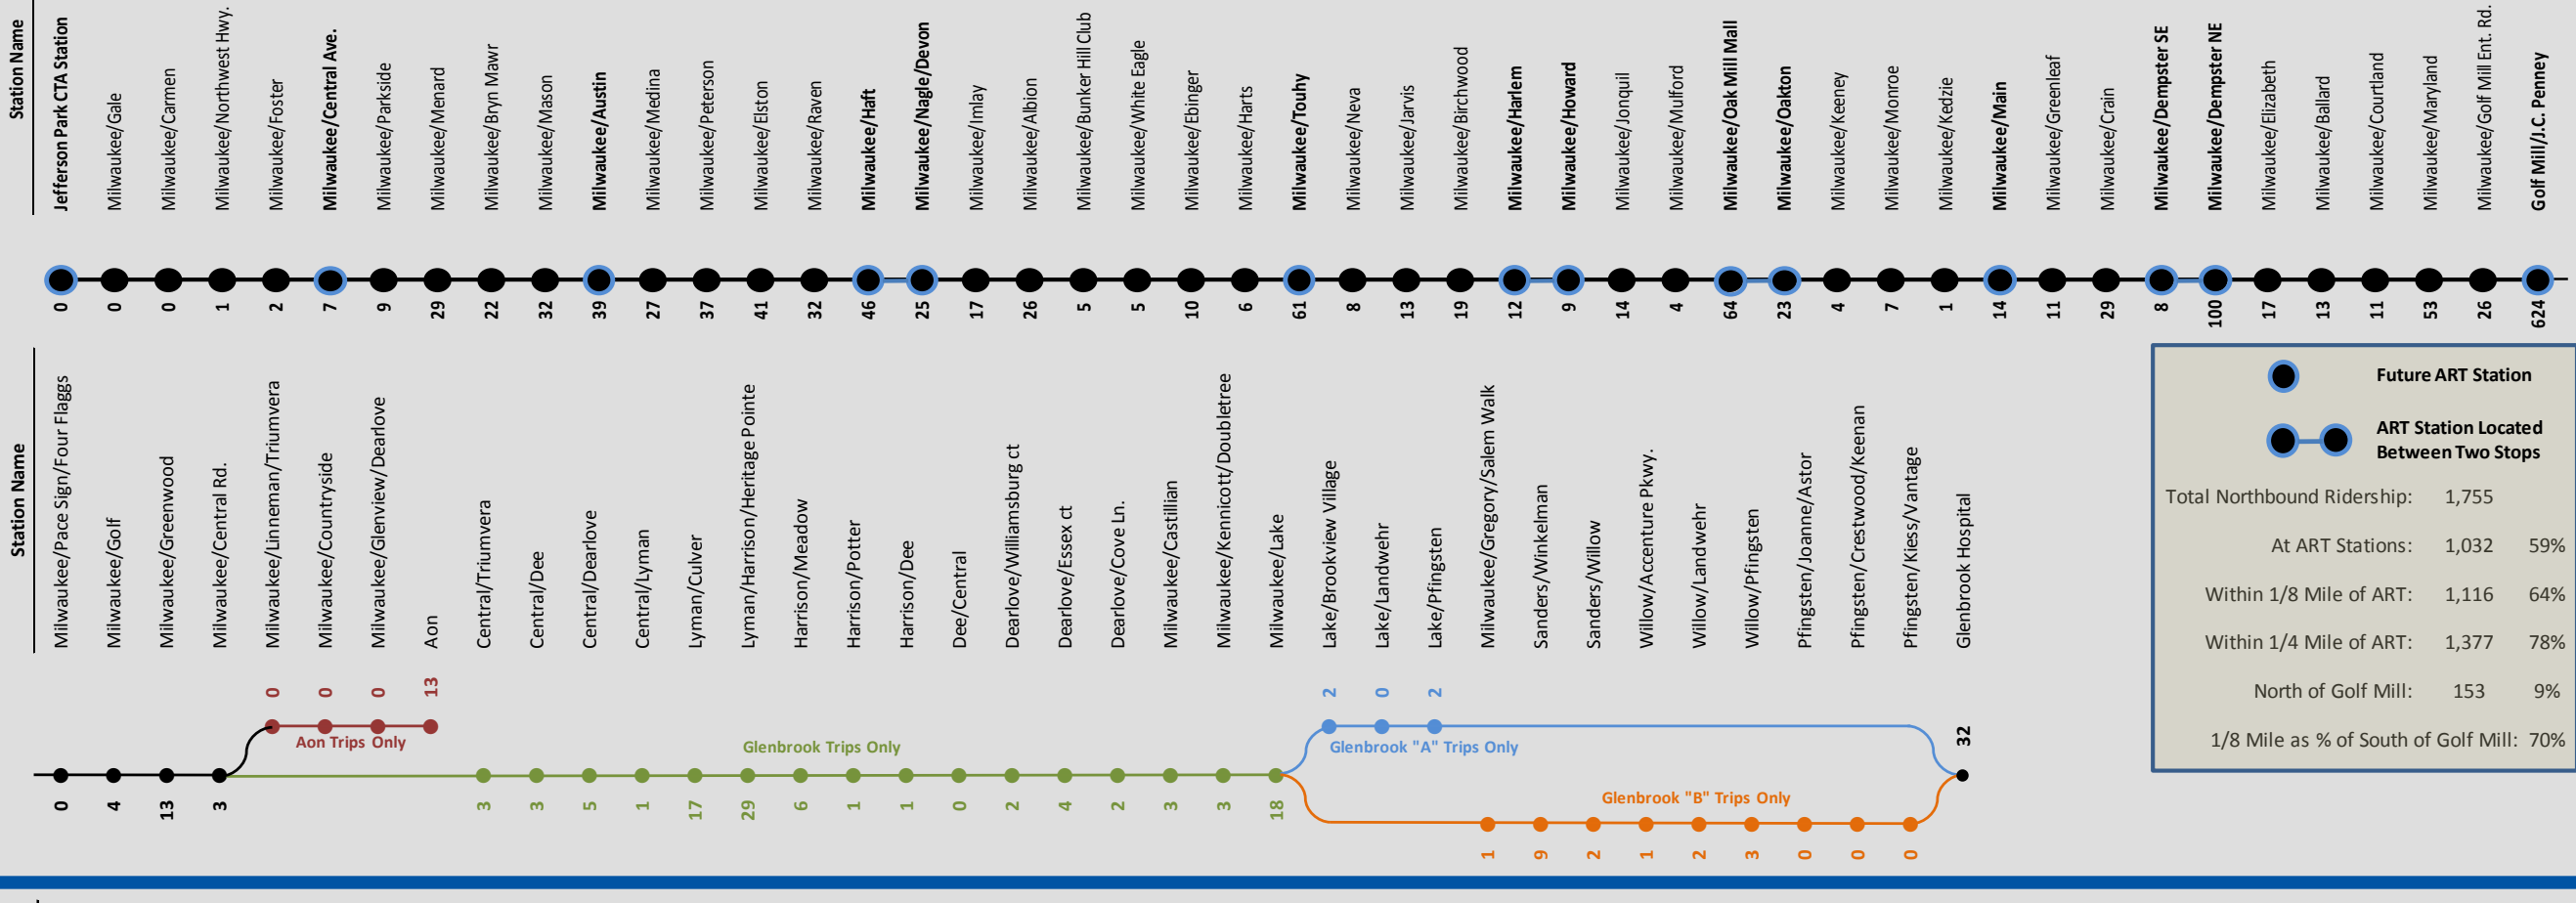 Station Name
Jefferson Park CTA Station
Milwaukee/Gale
Milwaukee/Carmen
Milwaukee/Northwest Hwy.
Milwaukee/Foster
Milwaukee/Central Ave.
Milwaukee/Parkside
Milwaukee/Menard
Milwaukee/Bryn Mawr
Milwaukee/Mason
Milwaukee/Austin
Milwaukee/Medina
Milwaukee/Peterson
Milwaukee/Elston
Milwaukee/Raven
Milwaukee/Haft
Milwaukee/Nagle/Devon
Milwaukee/Imlay
Milwaukee/Albion
Milwaukee/Bunker Hill Club
Milwaukee/White Eagle
Milwaukee/Ebinger
Milwaukee/Harts
Milwaukee/Touhy
Milwaukee/Neva
Milwaukee/Jarvis
Milwaukee/Birchwood
Milwaukee/Harlem
Milwaukee/Howard
Milwaukee/Jonquil
Milwaukee/Mulford
Milwaukee/Oak Mill Mall
Milwaukee/Oakton
Milwaukee/Keeney
Milwaukee/Monroe
Milwaukee/Kedzie
Milwaukee/Main
Milwaukee/Greenleaf
Milwaukee/Crain
Milwaukee/Dempster SE
Milwaukee/Dempster NE
Milwaukee/Elizabeth
Milwaukee/Ballard
Milwaukee/Courtland
Milwaukee/Maryland
Milwaukee/Golf Mill Ent. Rd.
Golf Mill/J.C. Penney
0
0
0
1
2
7
9
29
22
32
39
27
37
41
32
46
25
17
26
5
5
10
6
61
8
13
19
12
9
14
4
64
23
4
7
1
14
11
29
8
100
17
13
11
53
26
624
Station Name
Milwaukee/Pace Sign/Four Flaggs
Milwaukee/Golf
Milwaukee/Greenwood
Milwaukee/Central Rd.
Milwaukee/Linneman/Triumvera
Milwaukee/Countryside
Milwaukee/Glenview/Dearlove
Aon
Central/Triumvera
Central/Dee
Central/Dearlove
Central/Lyman
Lyman/Culver
Lyman/Harrison/Heritage Pointe
Harrison/Meadow
Harrison/Potter
Harrison/Dee
Dee/Central
Dearlove/Williamsburg ct
Dearlove/Essex ct
Dearlove/Cove Ln.
Milwaukee/Castillian
Milwaukee/Kennicott/Doubletree
Milwaukee/Lake
Lake/Brookview Village
Lake/Landwehr
Lake/Pfingsten
Milwaukee/Gregory/Salem Walk
Sanders/Winkelman
Sanders/Willow
Willow/Accenture Pkwy.
Willow/Landwehr
Willow/Pfingsten
Pfingsten/Joanne/Astor
Pfingsten/Crestwood/Keenan
Pfingsten/Kiess/Vantage
Glenbrook Hospital
0
0
0
13
Aon Trips Only
Glenbrook Trips Only
2
0
2
Glenbrook "A" Trips Only
32
Glenbrook "B" Trips Only
0
4
13
3
3
3
5
1
17
29
6
1
1
0
2
4
2
3
3
18
1
9
2
1
2
3
0
0
0
Future ART Station
ART Station Located
Between Two Stops
Total Northbound Ridership: 1,755
At ART Stations: 1,032 59%
Within 1/8 Mile of ART: 1,116 64%
Within 1/4 Mile of ART: 1,377 78%
North of Golf Mill: 153 9%
1/8 Mile as % of South of Golf Mill: 70%